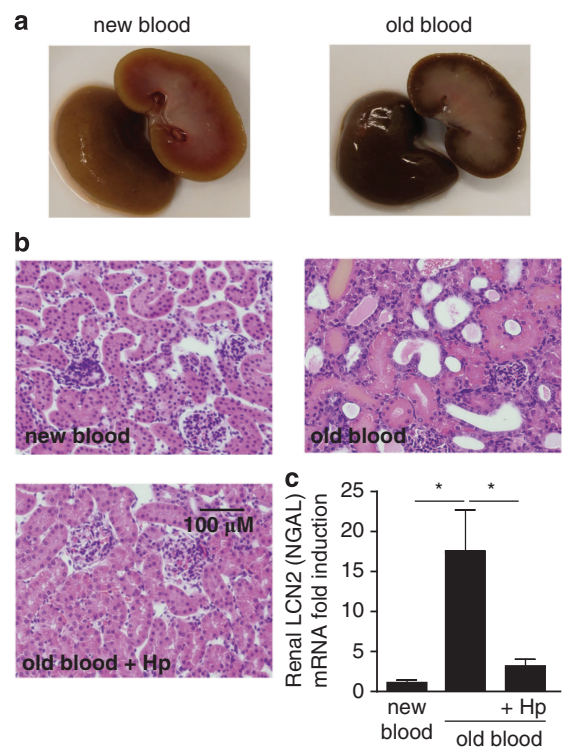 a
new blood
old blood
b
new blood
old blood
100 µM
old blood + Hp
c
Renal LCN2 (NGAL)
mRNA fold induction
25
20
15
10
5
0
*
*
new
blood
+ Hp
old blood